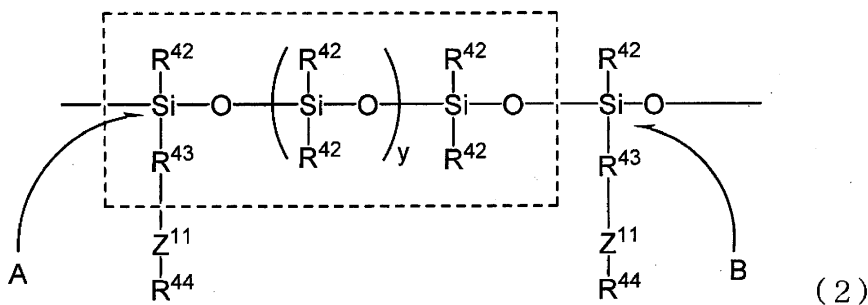 R42 R42 R42 R42
Si O Si O Si O Si O
R43 R42 y R42 R43
Z11 Z11
A R44 R44 B (2)